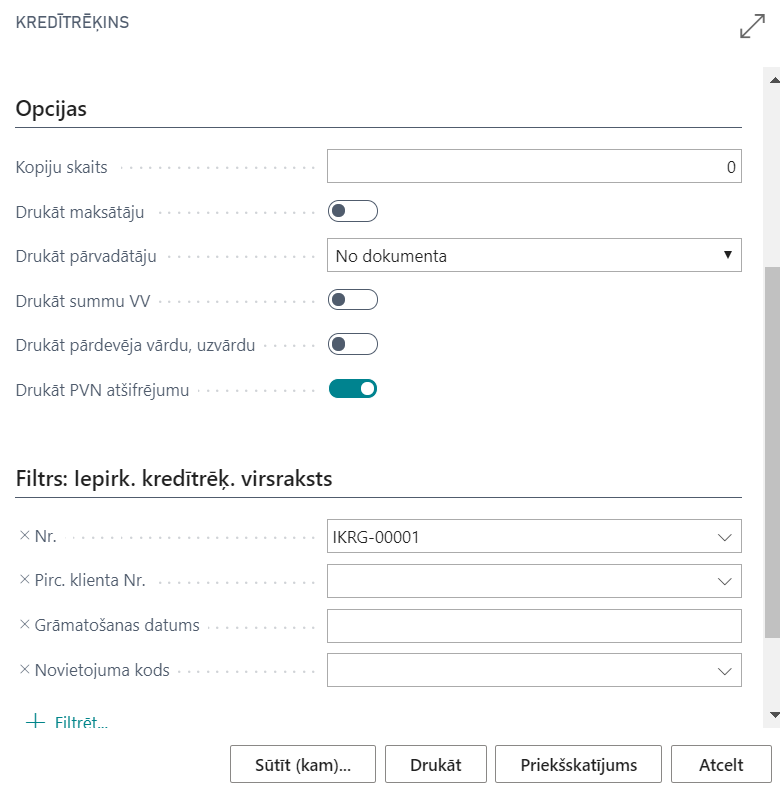 KREDĪTRĒĶINS
Opcijas
Kopiju skaits 0
Drukāt maksātāju
Drukāt pārvadātāju No dokumenta
Drukāt summu VV
Drukāt pārdevēja vārdu, uzvārdu
Drukāt PVN atšifrējumu
Filtrs: Iepirk. kredītrēķ. virsraksts
Nr. IKRG-00001
Pirc. klienta Nr.
Grāmatošanas datums
Novietojuma kods
Filtrēt...
Sūtīt (kam)... Drukāt Priekšskatījums Atcelt